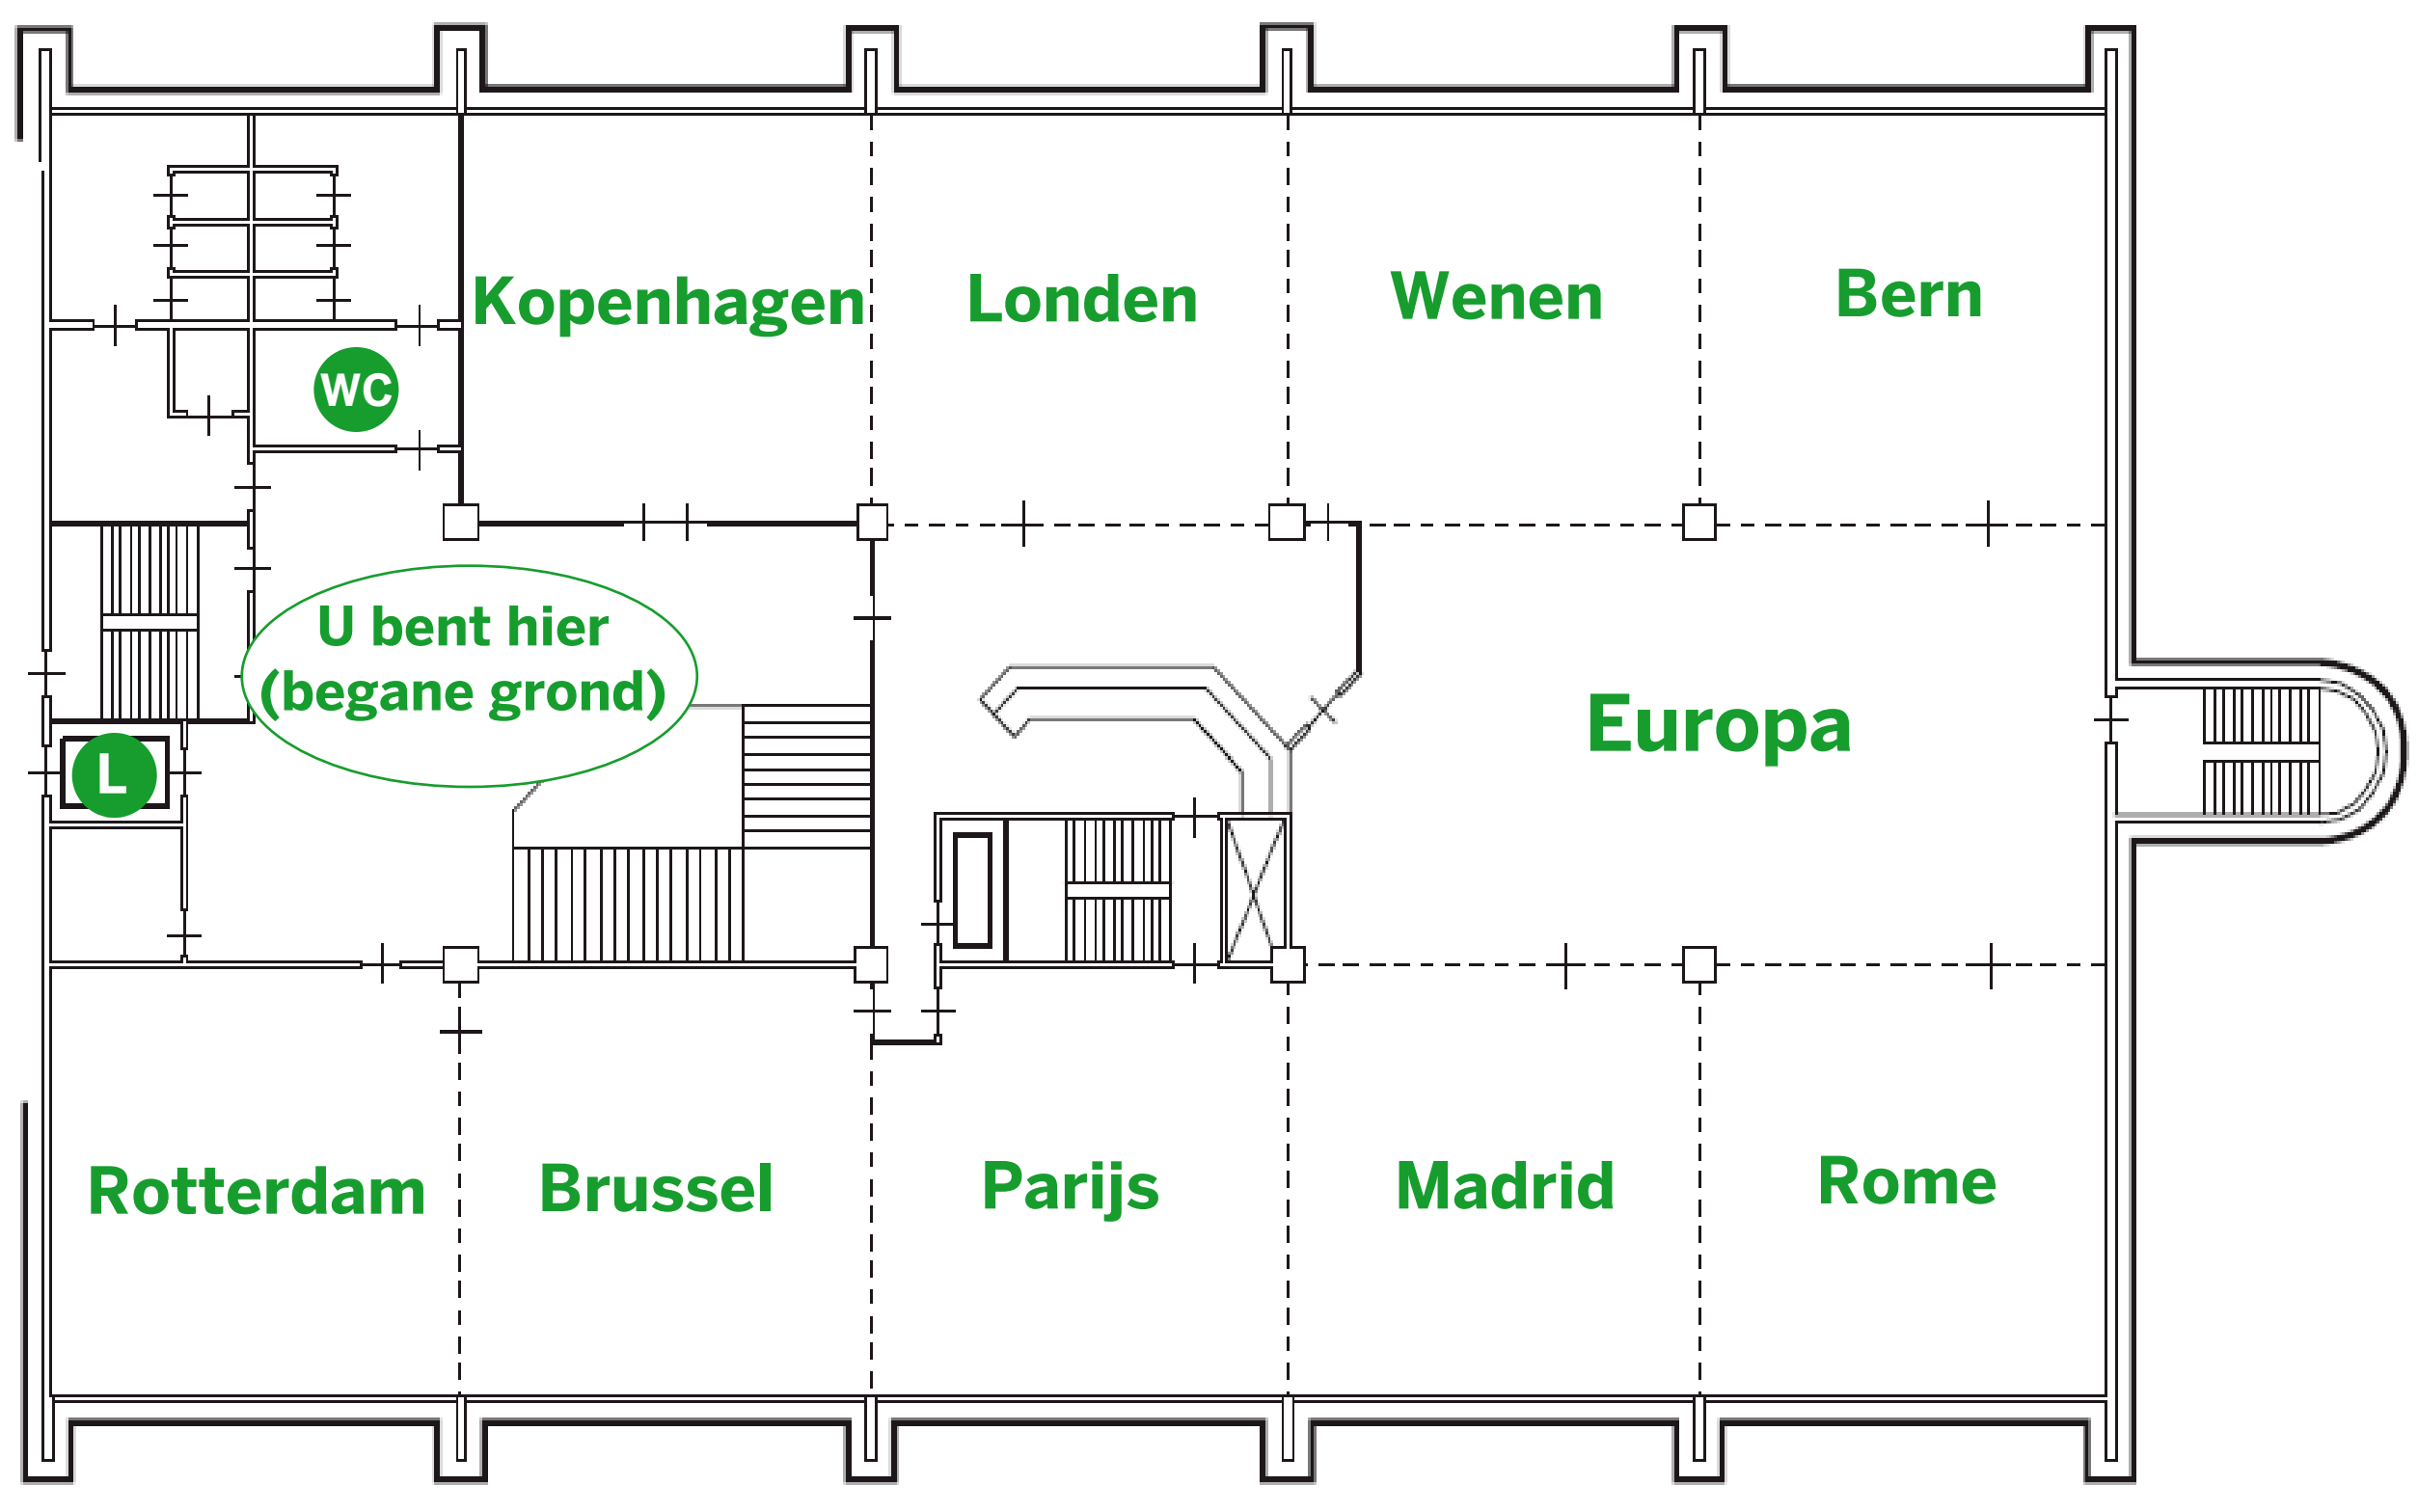 Kopenhagen
Londen
Wenen
Bern
WC
U bent hier
(begane grond)
Europa
L
Rotterdam
Brussel
Parijs
Madrid
Rome